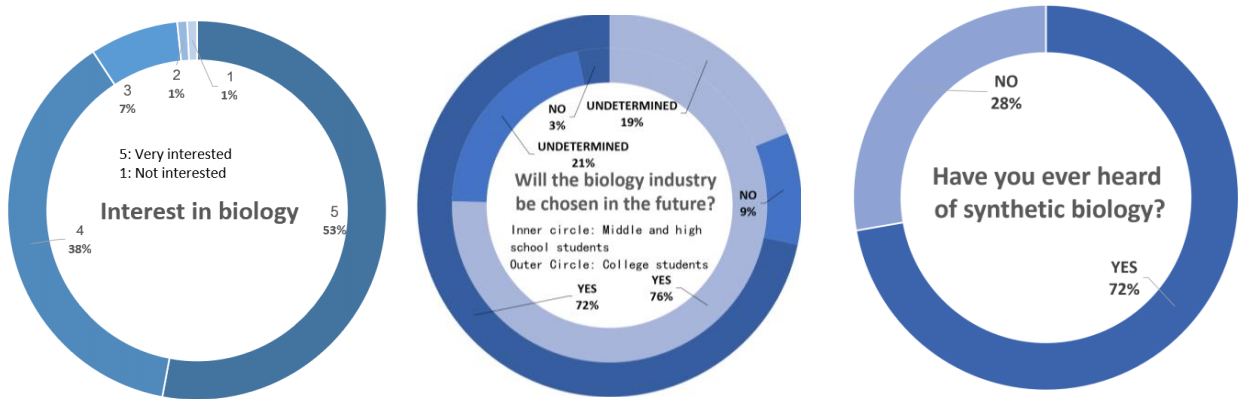 3
7%
2
1%
1
1%
5: Very interested
1: Not interested
Interest in biology
4
38%
5
53%
NO
3%
UNDETERMINED
19%
UNDETERMINED
21%
Will the biology industry
be chosen in the future?
NO
9%
Inner circle: Middle and high
school students
Outer Circle: College students
YES
72%
YES
76%
NO
28%
Have you ever heard
of synthetic biology?
YES
72%